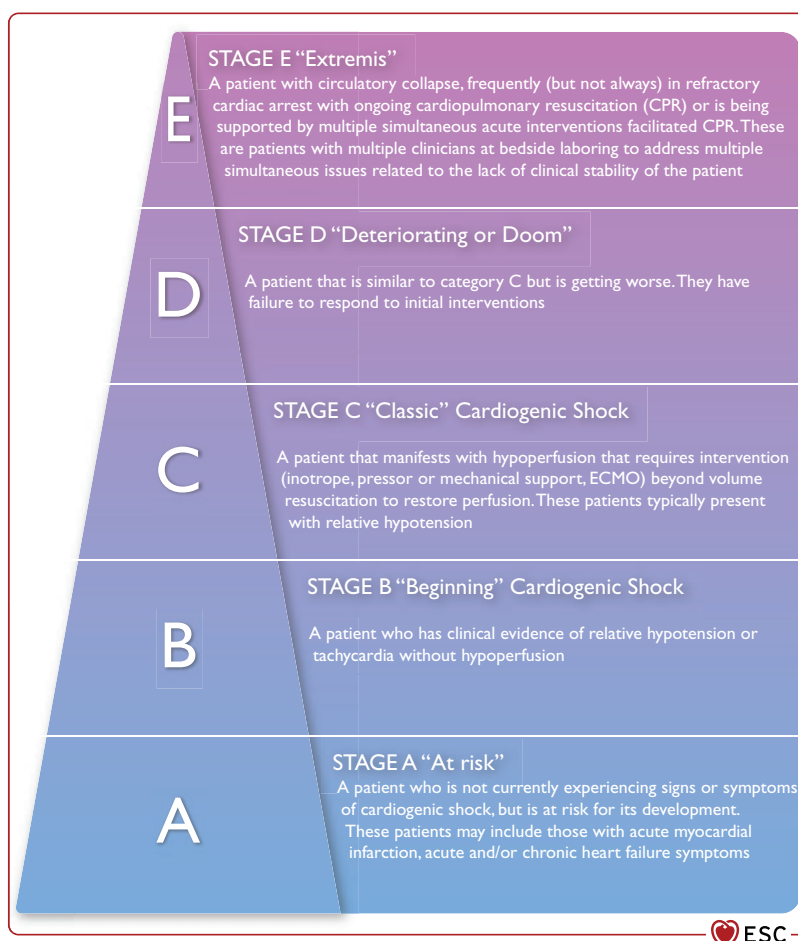 STAGE E “Extremis”
A patient with circulatory collapse, frequently (but not always) in refractory
cardiac arrest with ongoing cardiopulmonary resuscitation (CPR) or is being
supported by multiple simultaneous acute interventions facilitated CPR. These
are patients with multiple clinicians at bedside laboring to address multiple
simultaneous issues related to the lack of clinical stability of the patient
E
STAGE D “Deteriorating or Doom”
A patient that is similar to category C but is getting worse. They have
failure to respond to initial interventions
D
STAGE C “Classic” Cardiogenic Shock
A patient that manifests with hypoperfusion that requires intervention
(inotrope, pressor or mechanical support, ECMO) beyond volume
resuscitation to restore perfusion. These patients typically present
with relative hypotension
C
STAGE B “Beginning” Cardiogenic Shock
A patient who has clinical evidence of relative hypotension or
tachycardia without hypoperfusion
B
STAGE A “At risk”
A patient who is not currently experiencing signs or symptoms
of cardiogenic shock, but is at risk for its development.
These patients may include those with acute myocardial
infarction, acute and/or chronic heart failure symptoms
A
ESC